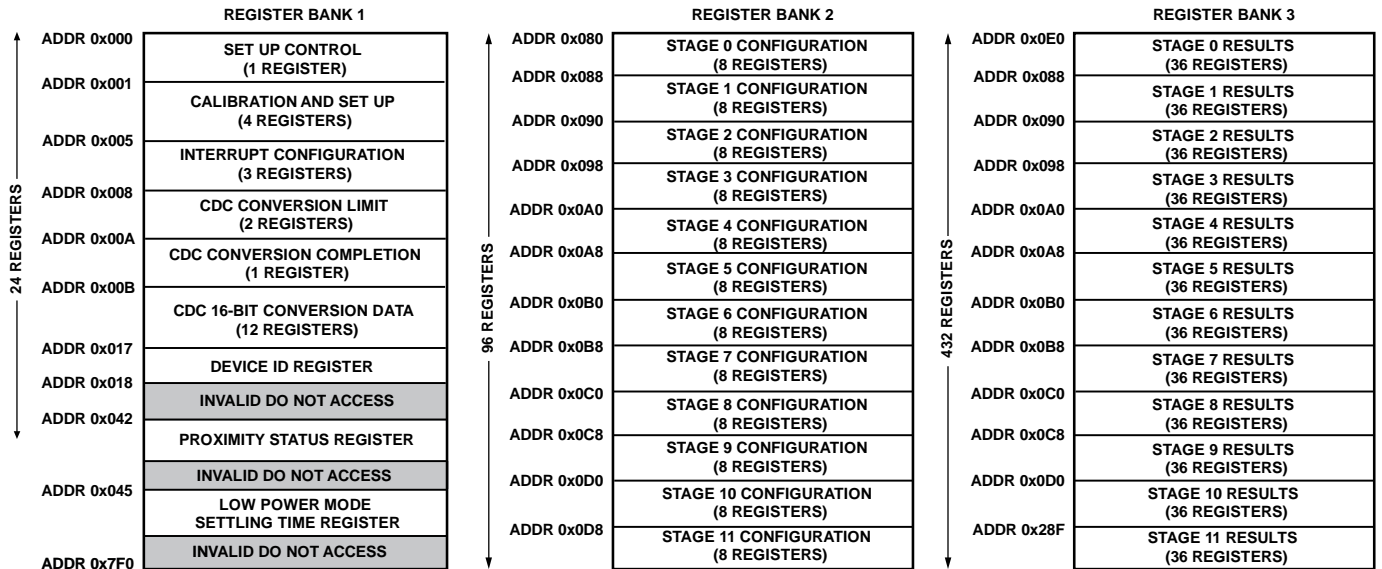 REGISTER BANK 1
ADDR 0x000
SET UP CONTROL
(1 REGISTER)
ADDR 0x001
CALIBRATION AND SET UP
(4 REGISTERS)
ADDR 0x005
INTERRUPT CONFIGURATION
(3 REGISTERS)
ADDR 0x008
CDC CONVERSION LIMIT
(2 REGISTERS)
ADDR 0x00A
CDC CONVERSION COMPLETION
(1 REGISTER)
ADDR 0x00B
CDC 16-BIT CONVERSION DATA
(12 REGISTERS)
ADDR 0x017
DEVICE ID REGISTER
ADDR 0x018
INVALID DO NOT ACCESS
ADDR 0x042
PROXIMITY STATUS REGISTER
INVALID DO NOT ACCESS
ADDR 0x045
LOW POWER MODE
SETTLING TIME REGISTER
INVALID DO NOT ACCESS
ADDR 0x7F0
24 REGISTERS
REGISTER BANK 2
ADDR 0x080
STAGE 0 CONFIGURATION
(8 REGISTERS)
ADDR 0x088
STAGE 1 CONFIGURATION
(8 REGISTERS)
ADDR 0x090
STAGE 2 CONFIGURATION
(8 REGISTERS)
ADDR 0x098
STAGE 3 CONFIGURATION
(8 REGISTERS)
ADDR 0x0A0
STAGE 4 CONFIGURATION
(8 REGISTERS)
ADDR 0x0A8
STAGE 5 CONFIGURATION
(8 REGISTERS)
ADDR 0x0B0
STAGE 6 CONFIGURATION
(8 REGISTERS)
ADDR 0x0B8
STAGE 7 CONFIGURATION
(8 REGISTERS)
ADDR 0x0C0
STAGE 8 CONFIGURATION
(8 REGISTERS)
ADDR 0x0C8
STAGE 9 CONFIGURATION
(8 REGISTERS)
ADDR 0x0D0
STAGE 10 CONFIGURATION
(8 REGISTERS)
ADDR 0x0D8
STAGE 11 CONFIGURATION
(8 REGISTERS)
96 REGISTERS
REGISTER BANK 3
ADDR 0x0E0
STAGE 0 RESULTS
(36 REGISTERS)
ADDR 0x088
STAGE 1 RESULTS
(36 REGISTERS)
ADDR 0x090
STAGE 2 RESULTS
(36 REGISTERS)
ADDR 0x098
STAGE 3 RESULTS
(36 REGISTERS)
ADDR 0x0A0
STAGE 4 RESULTS
(36 REGISTERS)
ADDR 0x0A8
STAGE 5 RESULTS
(36 REGISTERS)
ADDR 0x0B0
STAGE 6 RESULTS
(36 REGISTERS)
ADDR 0x0B8
STAGE 7 RESULTS
(36 REGISTERS)
ADDR 0x0C0
STAGE 8 RESULTS
(36 REGISTERS)
ADDR 0x0C8
STAGE 9 RESULTS
(36 REGISTERS)
ADDR 0x0D0
STAGE 10 RESULTS
(36 REGISTERS)
ADDR 0x28F
STAGE 11 RESULTS
(36 REGISTERS)
432 REGISTERS